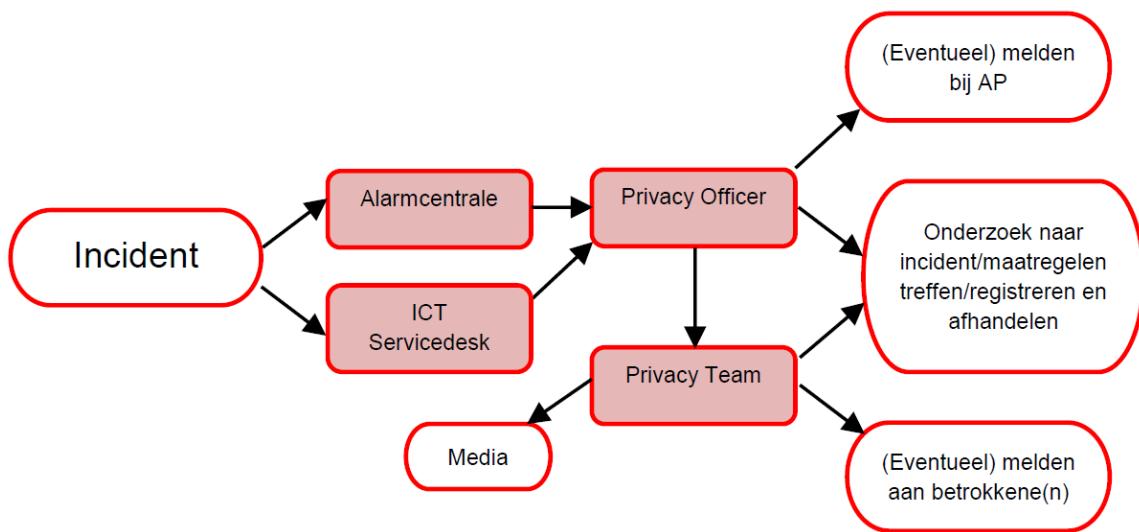 (Eventueel) melden
bij AP
Alarmcentrale
Privacy Officer
Incident
Onderzoek naar
incident/maatregelen
treffen/registreren en
afhandelen
ICT
Servicedesk
Privacy Team
Media
(Eventueel) melden
aan betrokkene(n)